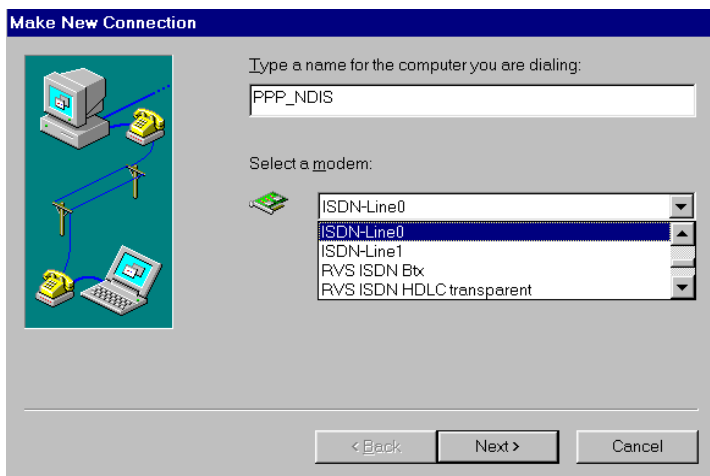 Make New Connection
Type a name for the computer you are dialing:
PPP_NDIS
Select a modem:
ISDN-Line0
ISDN-Line0
ISDN-Line1
RVS ISDN Btx
RVS ISDN HDLC transparent
< Back
Next >
Cancel